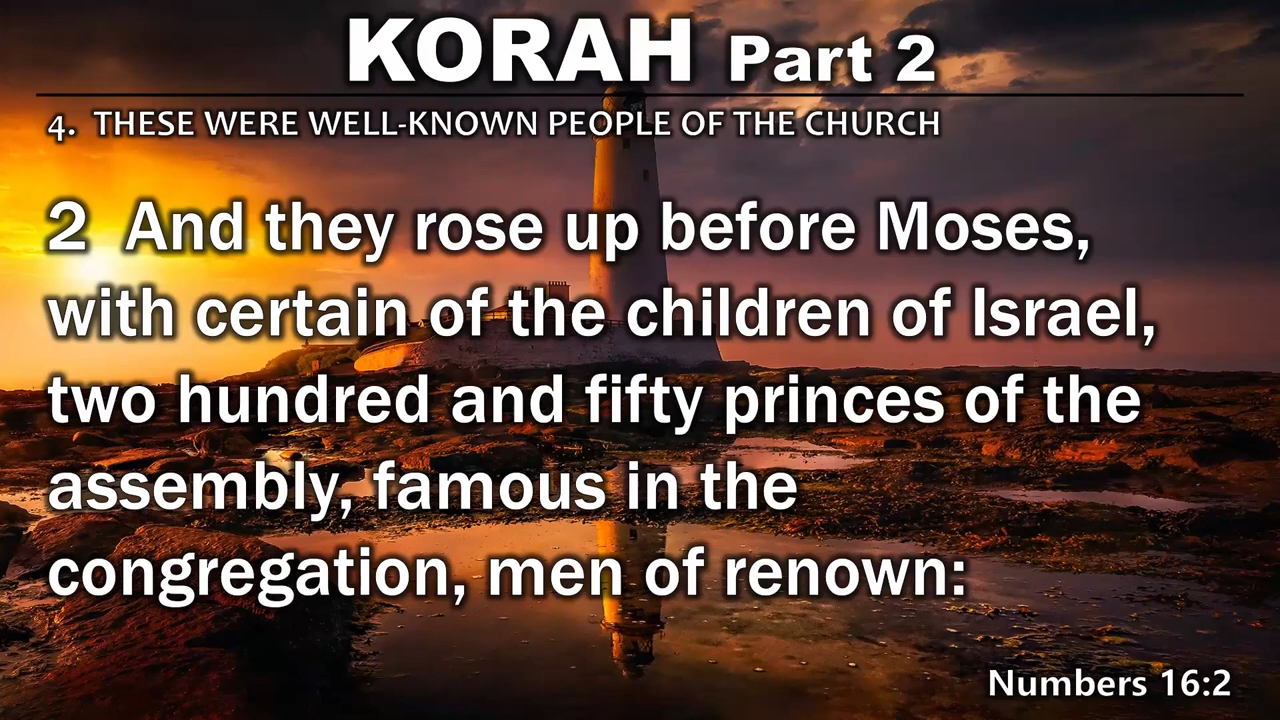 KORAH Part 2
4. THESE WERE WELL-KNOWN PEOPLE OF THE CHURCH
2 And they rose up before Moses,
with certain of the children of Israel,
two hundred and fifty princes of the
assembly, famous in the
congregation, men of renown:
Numbers 16:2